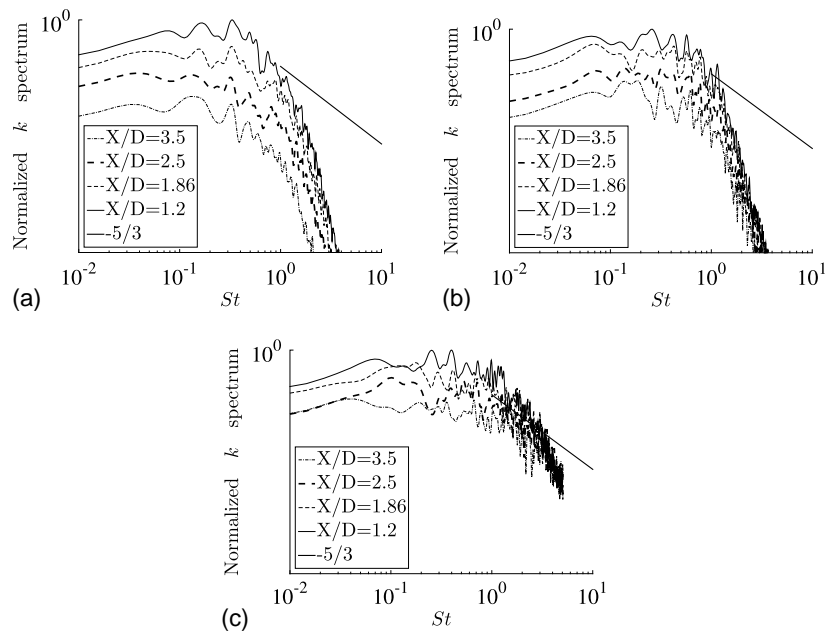 10^0
Normalized k spectrum
X/D=3.5
X/D=2.5
X/D=1.86
X/D=1.2
-5/3
10^-2 10^-1 10^0 10^1
St
(a)
10^0
Normalized k spectrum
X/D=3.5
X/D=2.5
X/D=1.86
X/D=1.2
-5/3
10^-2 10^-1 10^0 10^1
St
(b)
10^0
Normalized k spectrum
X/D=3.5
X/D=2.5
X/D=1.86
X/D=1.2
-5/3
10^-2 10^-1 10^0 10^1
St
(c)